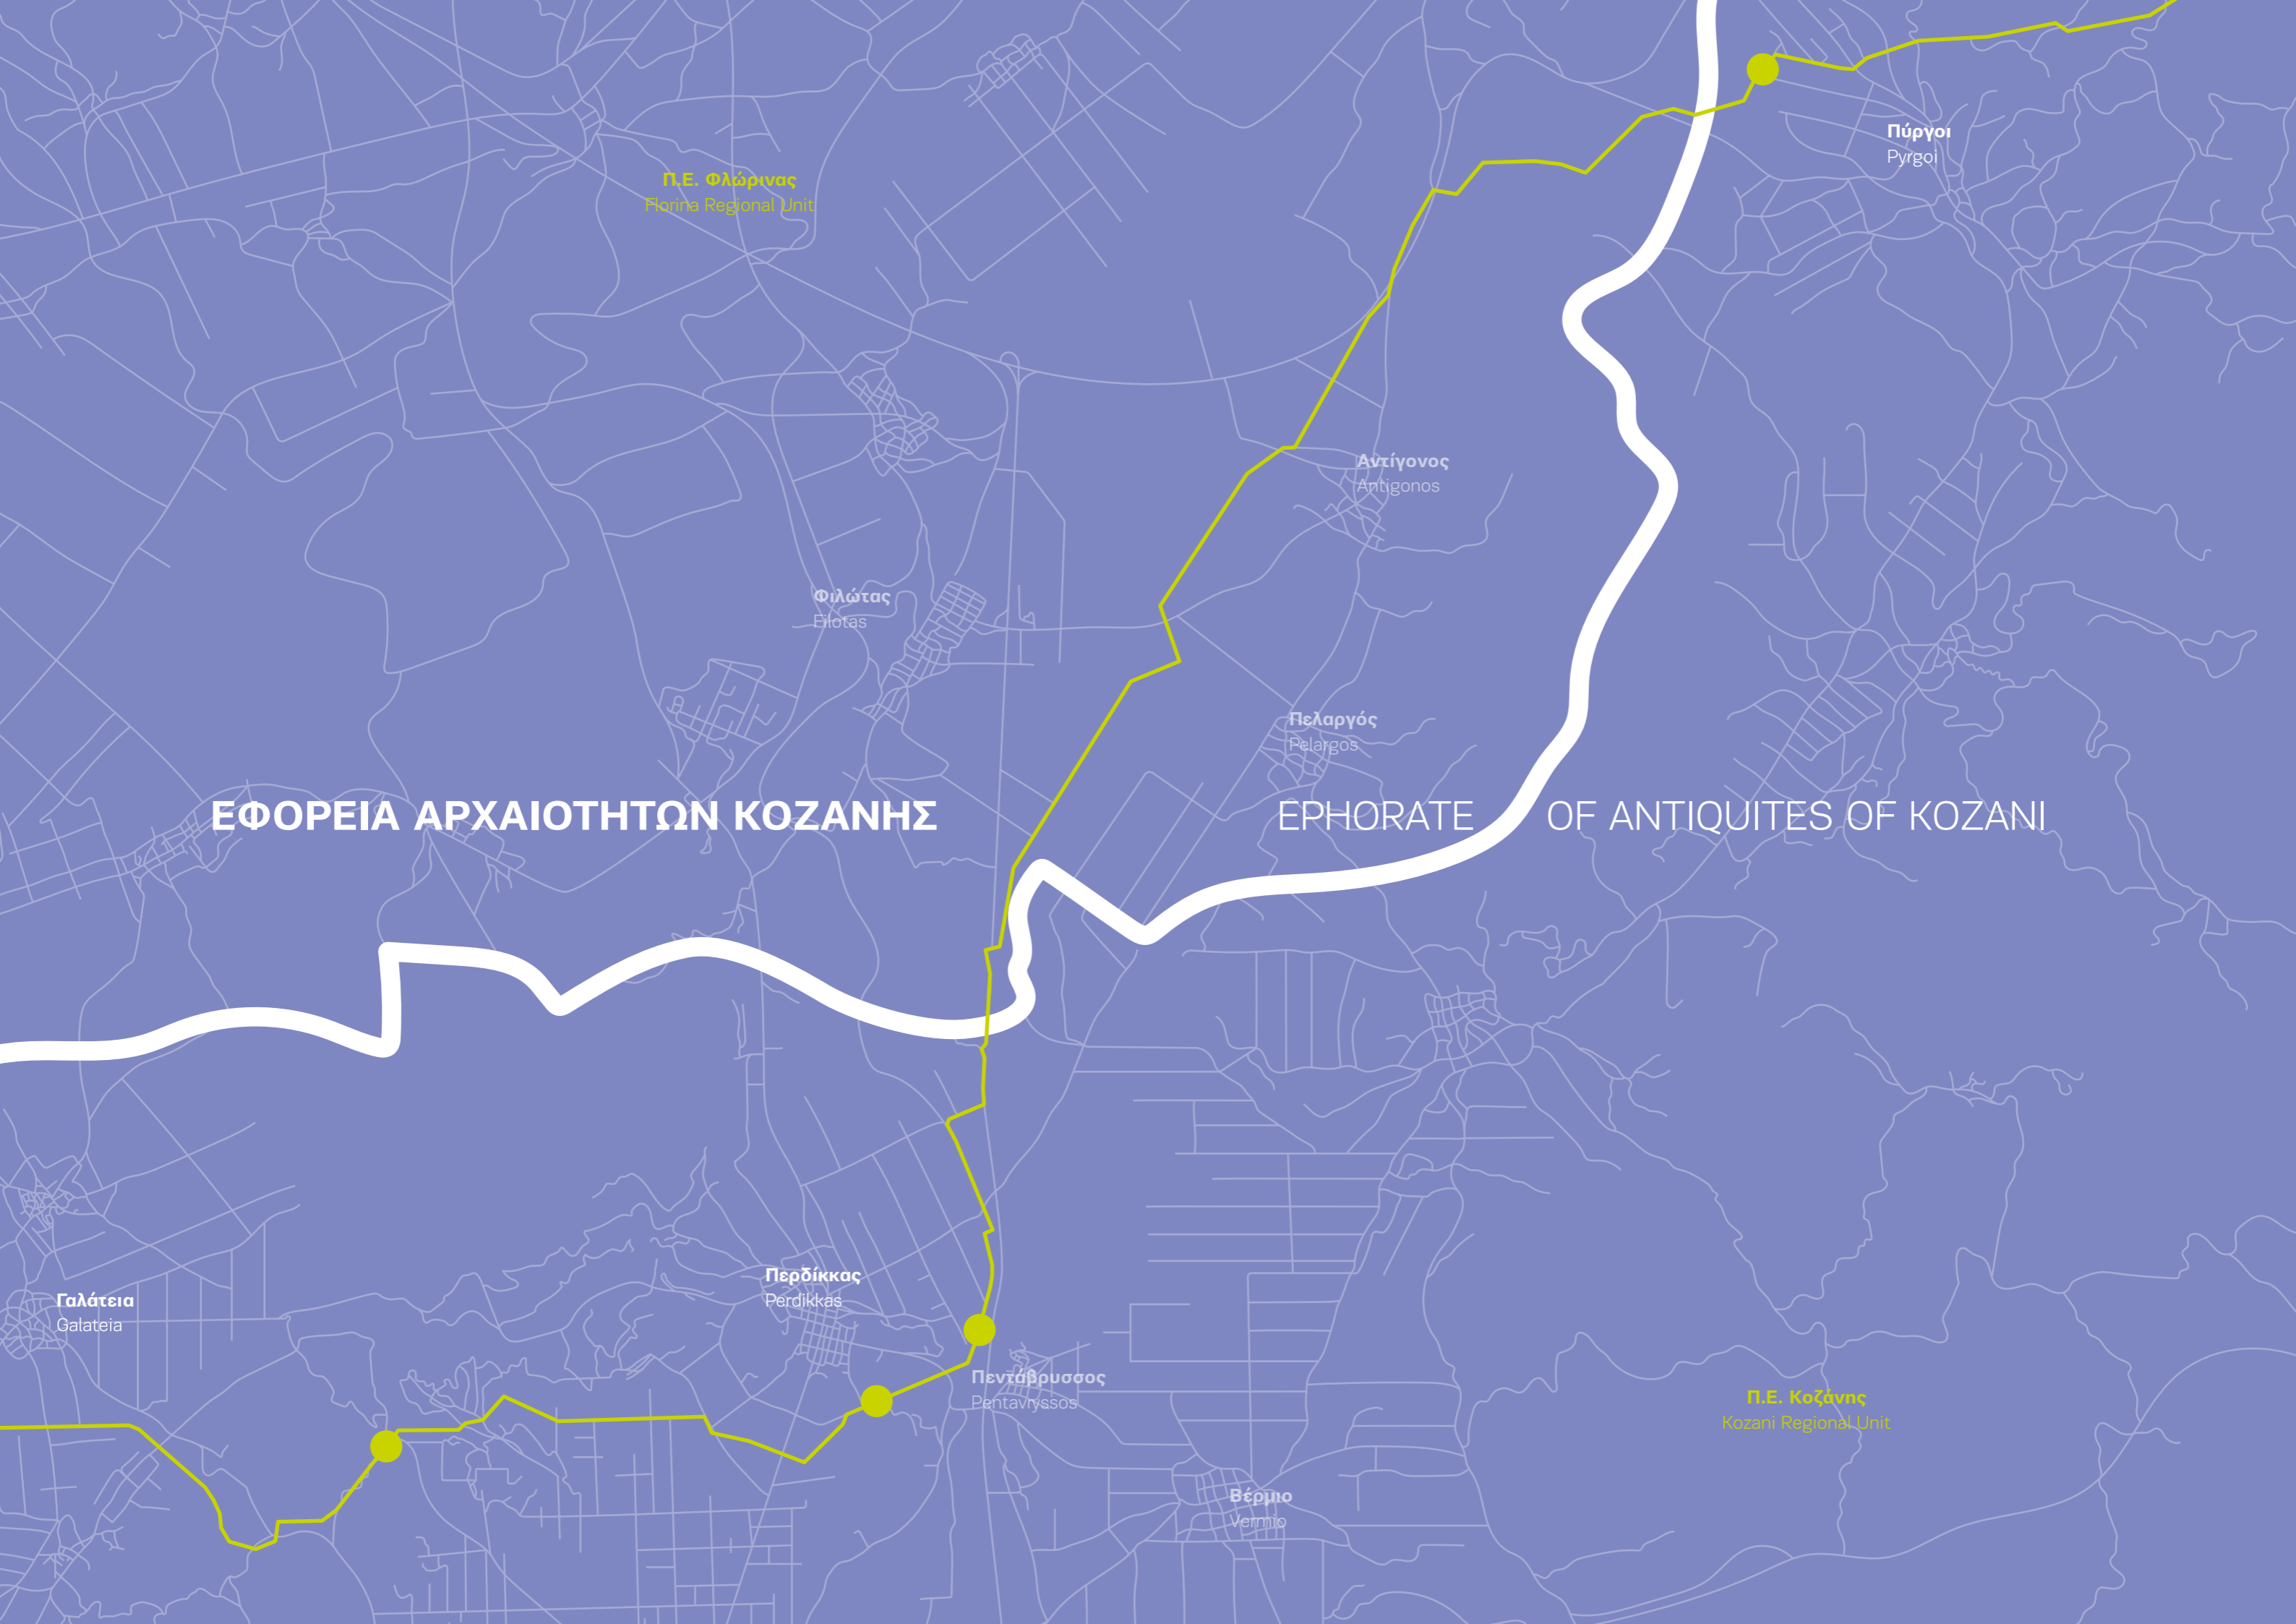 Πύργοι
Pyrgoi
Π.Ε. Φλώρινας
Florina Regional Unit
Αντίγονος
Antigonos
Φιλώτας
Filotas
Πελαργός
Pelargos
ΕΦΟΡΕΙΑ ΑΡΧΑΙΟΤΗΤΩΝ ΚΟΖΑΝΗΣ
EPHORATE OF ANTIQUITES OF KOZANI
Περδίκκας
Perdikkas
Γαλάτεια
Galateia
Πεντάβρυσσος
Pentavryssos
Π.Ε. Κοζάνης
Kozani Regional Unit
Βέρμιο
Vermio